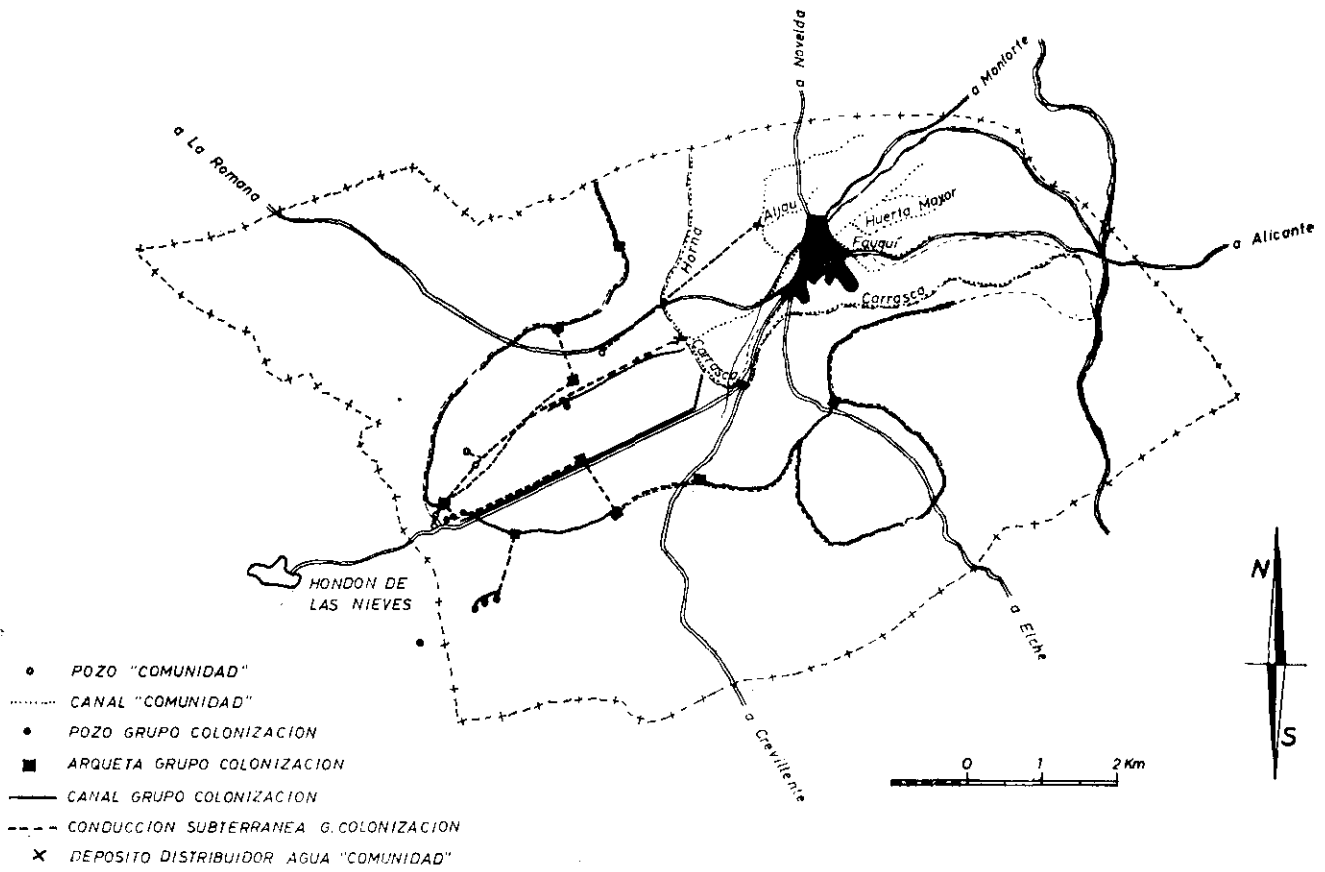 a Novelda
a Monforte
a La Romana
Aljau
Huerta Mayor
Horna
Fauqui
a Alicante
Carrasca
Carrasca
HONDON DE
LAS NIEVES
a Elche
N
S
a Crevillente
0 1 2 Km
POZO "COMUNIDAD"
CANAL "COMUNIDAD"
POZO GRUPO COLONIZACION
ARQUETA GRUPO COLONIZACION
CANAL GRUPO COLONIZACION
CONDUCCION SUBTERRANEA G. COLONIZACION
DEPOSITO DISTRIBUIDOR AGUA "COMUNIDAD"